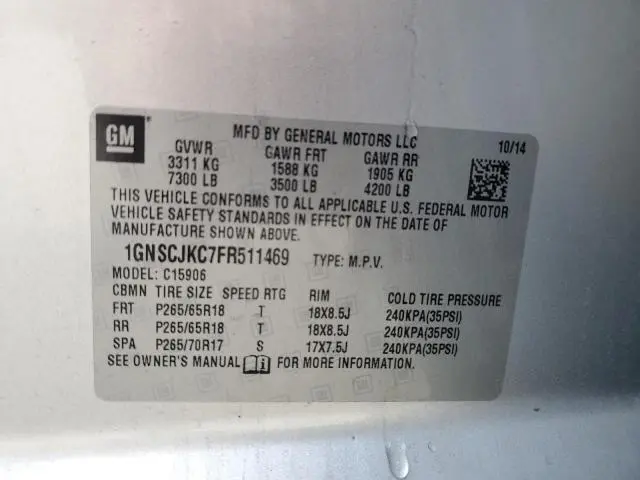 GM
MFD BY GENERAL MOTORS LLC 10/14
GVWR GAWR FRT GAWR RR
3311 KG 1588 KG 1905 KG
7300 LB 3500 LB 4200 LB
THIS VEHICLE CONFORMS TO ALL APPLICABLE U.S. FEDERAL MOTOR
VEHICLE SAFETY STANDARDS IN EFFECT ON THE DATE OF
MANUFACTURE SHOWN ABOVE.
1GNSCJKC7FR511469 TYPE: M.P.V.
MODEL: C15906
CBMN TIRE SIZE SPEED RTG RIM COLD TIRE PRESSURE
FRT P265/65R18 T 18X8.5J 240KPA(35PSI)
RR P265/65R18 T 18X8.5J 240KPA(35PSI)
SPA P265/70R17 S 17X7.5J 240KPA(35PSI)
SEE OWNER'S MANUAL FOR MORE INFORMATION.